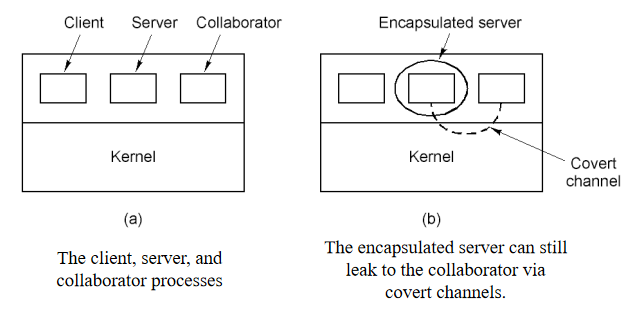 Client Server Collaborator
Kernel
(a)
The client, server, and
collaborator processes
Encapsulated server
Kernel
Covert
channel
(b)
The encapsulated server can still
leak to the collaborator via
covert channels.